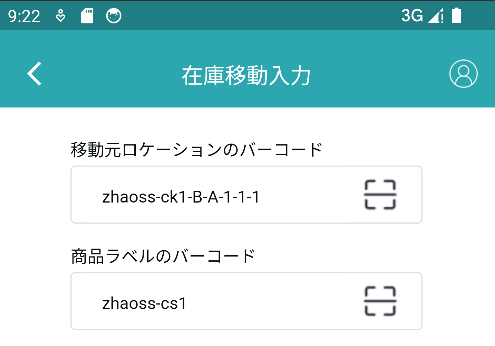 9:22
3G
在庫移動入力
移動元ロケーションのバーコード
zhaoss-ck1-B-A-1-1-1
商品ラベルのバーコード
zhaoss-cs1